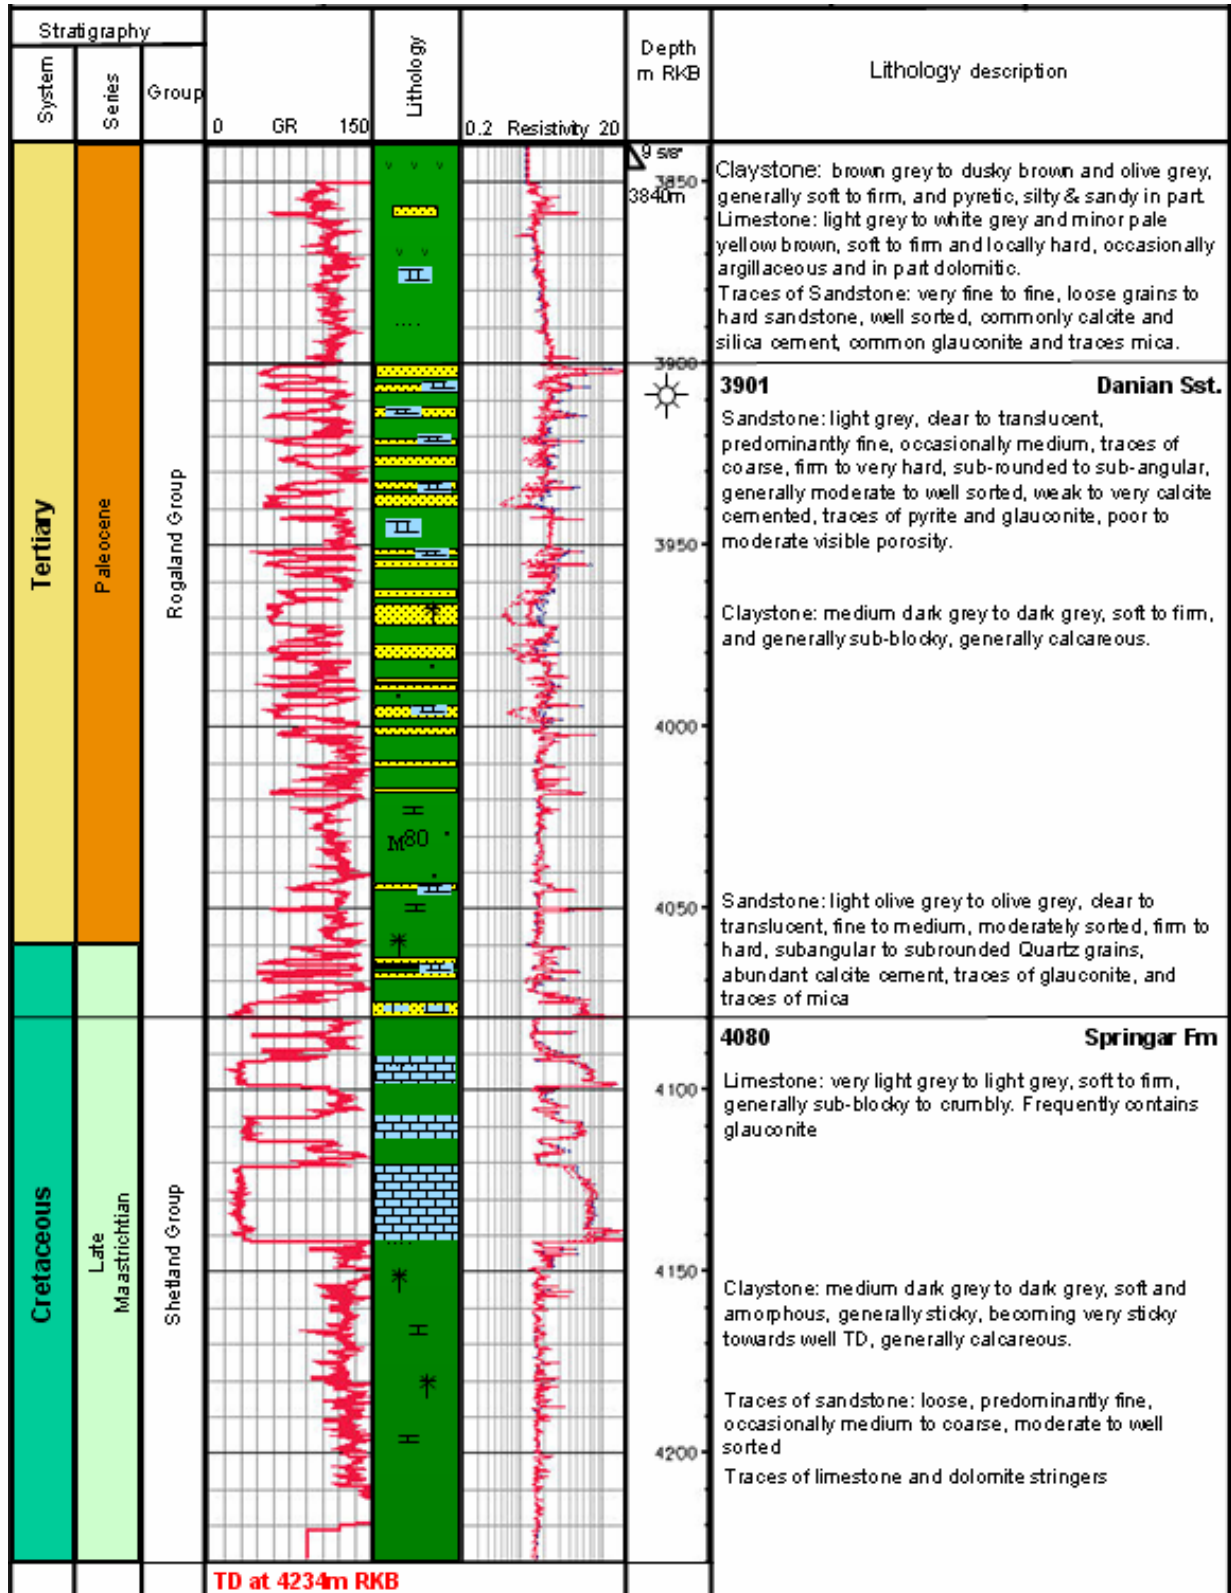 Stratigraphy
System
Series
Group
0 GR 150
Lithology
0.2 Resistivity 20
Depth
m RKB
Lithology description
Tertiary
Cretaceous
Paleocene
Late
Maastrichtian
Rogaland Group
Shetland Group
M80
9 5/8"
3850
3840m
3900
3950
4000
4050
4100
4150
4200
Claystone: brown grey to dusky brown and olive grey,
generally soft to firm, and pyretic, silty & sandy in part
Limestone: light grey to white grey and minor pale
yellow brown, soft to firm and locally hard, occasionally
argillaceous and in part dolomitic.
Traces of Sandstone: very fine to fine, loose grains to
hard sandstone, well sorted, commonly calcite and
silica cement, common glauconite and traces mica.
3901 Danian Sst.
Sandstone: light grey, clear to translucent,
predominantly fine, occasionally medium, traces of
coarse, firm to very hard, sub-rounded to sub-angular,
generally moderate to well sorted, weak to very calcite
cemented, traces of pyrite and glauconite, poor to
moderate visible porosity.
Claystone: medium dark grey to dark grey, soft to firm,
and generally sub-blocky, generally calcareous.
Sandstone: light olive grey to olive grey, clear to
translucent, fine to medium, moderately sorted, firm to
hard, subangular to subrounded Quartz grains,
abundant calcite cement, traces of glauconite, and
traces of mica
4080 Springar Fm
Limestone: very light grey to light grey, soft to firm,
generally sub-blocky to crumbly. Frequently contains
glauconite
Claystone: medium dark grey to dark grey, soft and
amorphous, generally sticky, becoming very sticky
towards well TD, generally calcareous.
Traces of sandstone: loose, predominantly fine,
occasionally medium to coarse, moderate to well
sorted
Traces of limestone and dolomite stringers
TD at 4234m RKB